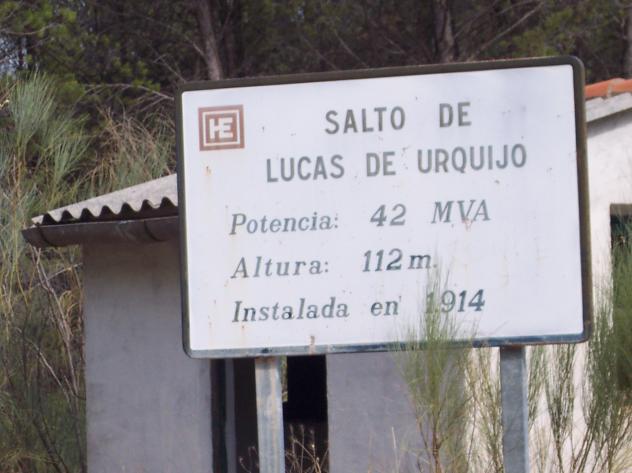 HE
SALTO DE
LUCAS DE URQUIJO
Potencia: 42 MVA
Altura: 112 m.
Instalada en 1914